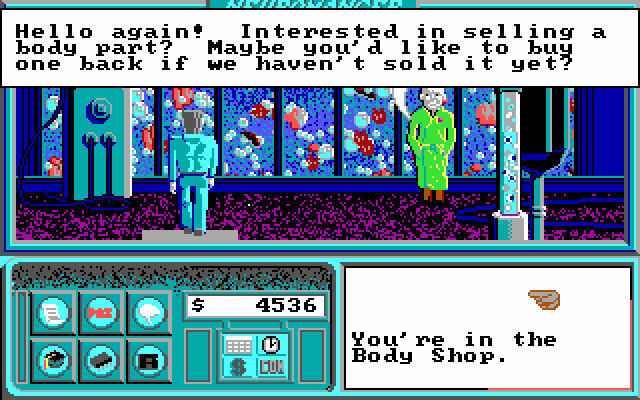 Hello again!  Interested in selling a
body part?  Maybe you'd like to buy
one back if we haven't sold it yet?
PAX
$ 4536
$
You're in the
Body Shop.